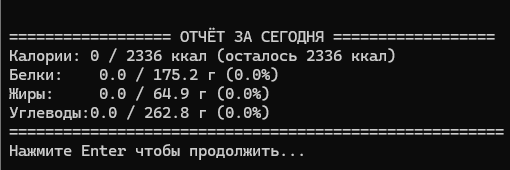 ================== ОТЧЁТ ЗА СЕГОДНЯ ==================
Калории: 0 / 2336 ккал (осталось 2336 ккал)
Белки:    0.0 / 175.2 г (0.0%)
Жиры:     0.0 / 64.9 г (0.0%)
Углеводы:0.0 / 262.8 г (0.0%)
=======================================================
Нажмите Enter чтобы продолжить...